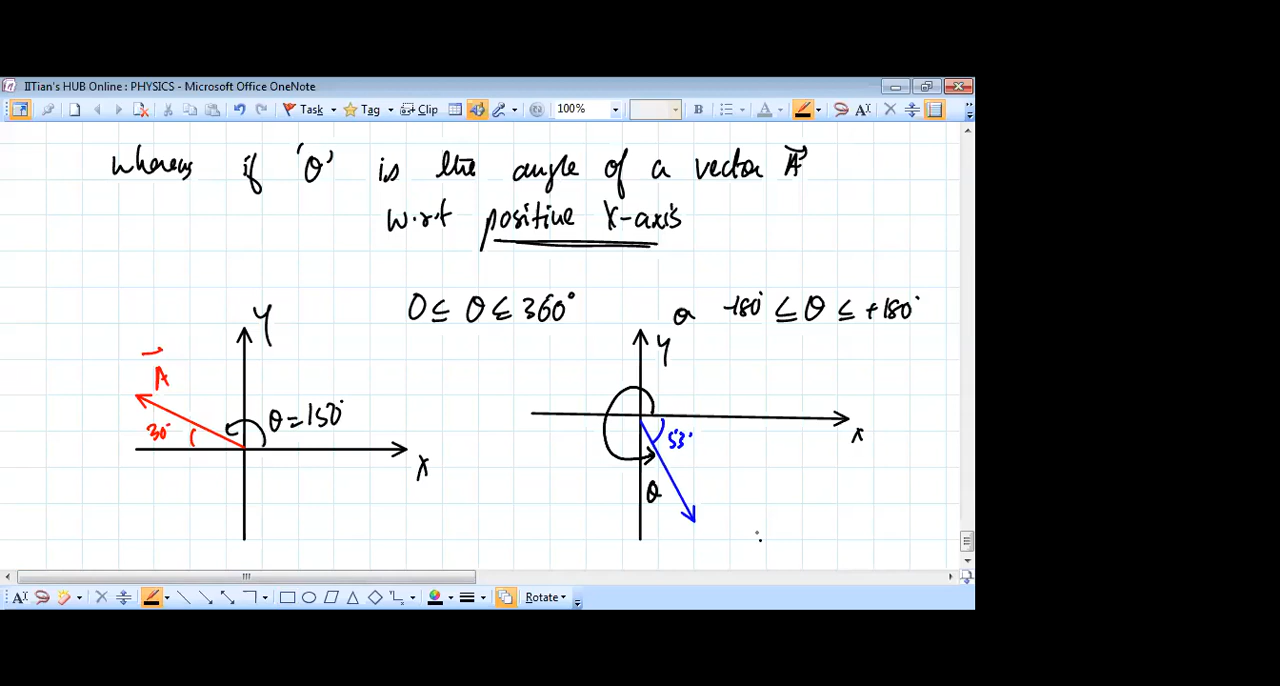 IITian's HUB Online : PHYSICS - Microsoft Office OneNote
Task Tag Clip 100% B A A
whereas if 'θ' is the angle of a vector A⃗
w.r.t positive X-axis
0 ≤ θ ≤ 360° or -180° ≤ θ ≤ +180°
Y
Y
A⃗
30°
θ = 150°
X
53°
X
θ
A Rotate